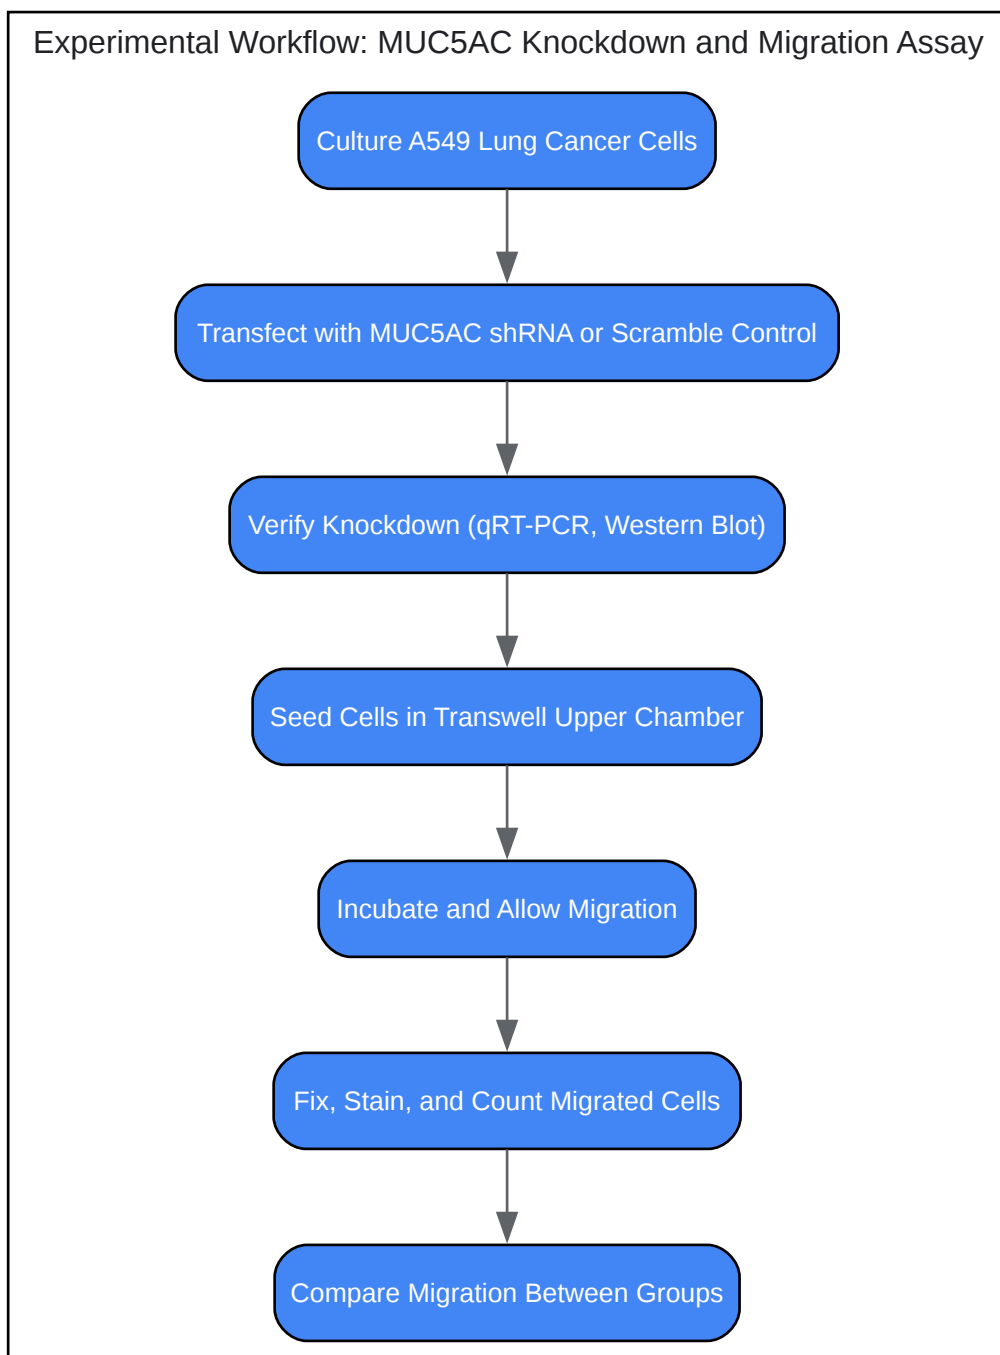 Experimental Workflow: MUC5AC Knockdown and Migration Assay
Culture A549 Lung Cancer Cells
Transfect with MUC5AC shRNA or Scramble Control
Verify Knockdown (qRT-PCR, Western Blot)
Seed Cells in Transwell Upper Chamber
Incubate and Allow Migration
Fix, Stain, and Count Migrated Cells
Compare Migration Between Groups